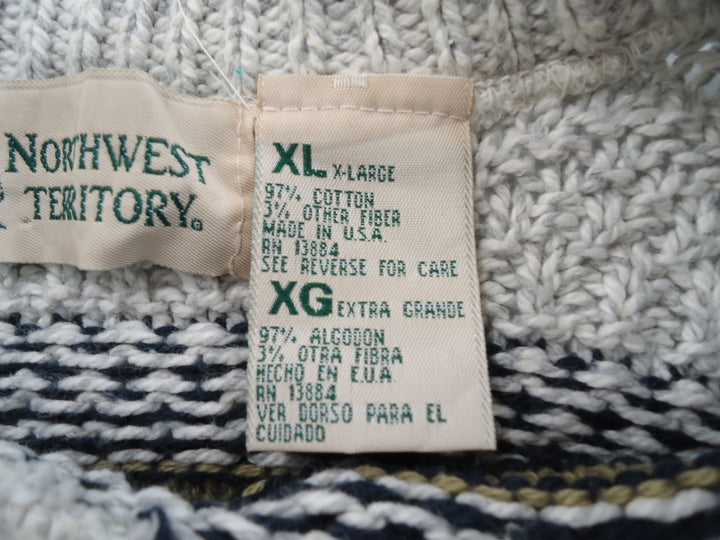 NORTHWEST
TERRITORY®
XL X-LARGE
97% COTTON
3% OTHER FIBER
MADE IN U.S.A.
RN 13884
SEE REVERSE FOR CARE
XG EXTRA GRANDE
97% ALGODON
3% OTRA FIBRA
HECHO EN E.U.A.
RN 13884
VER DORSO PARA EL
CUIDADO